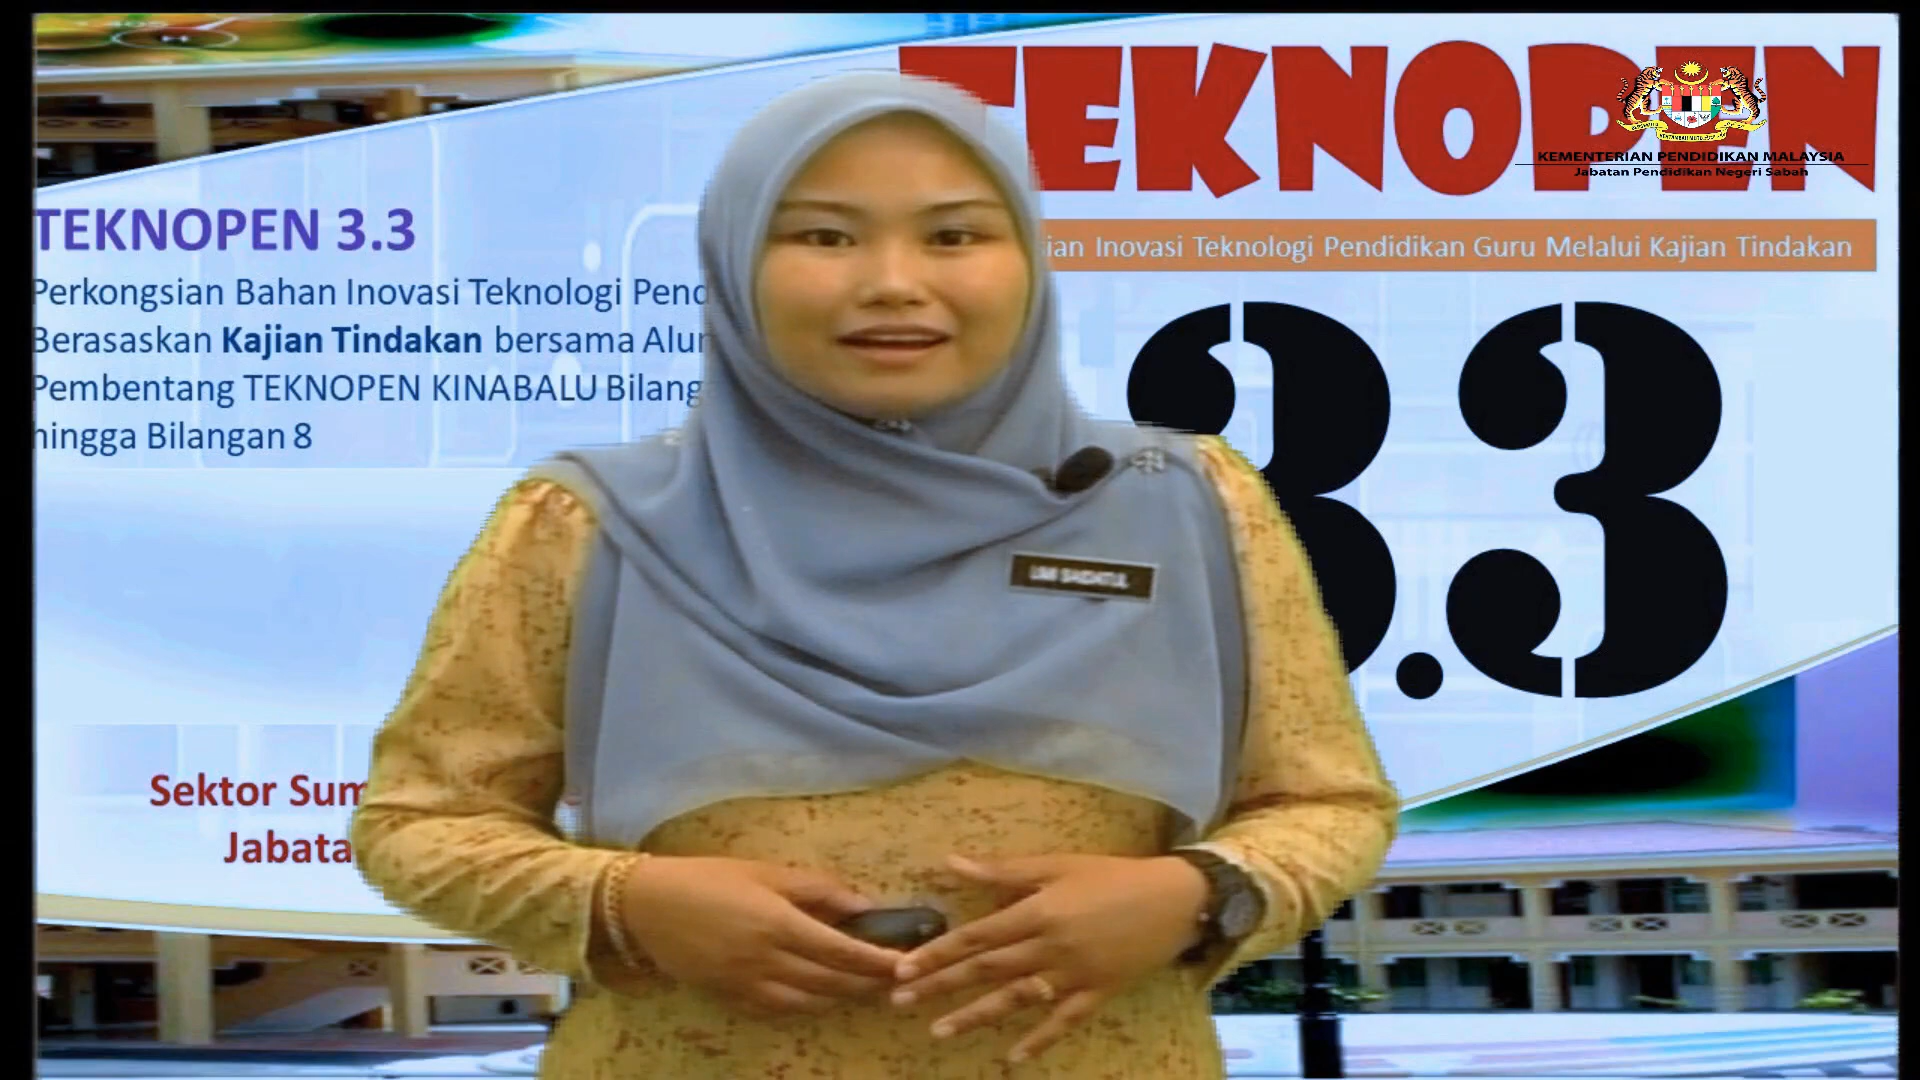 TEKNOPEN
KEMENTERIAN PENDIDIKAN MALAYSIA
Jabatan Pendidikan Negeri Sabah
TEKNOPEN 3.3
Inovasi Teknologi Pendidikan Guru Melalui Kajian Tindakan
Perkongsian Bahan Inovasi Teknologi Pend
Berasaskan Kajian Tindakan bersama Alu
Pembentang TEKNOPEN KINABALU Bilang
hingga Bilangan 8
3.3
Sektor Sum
Jabata